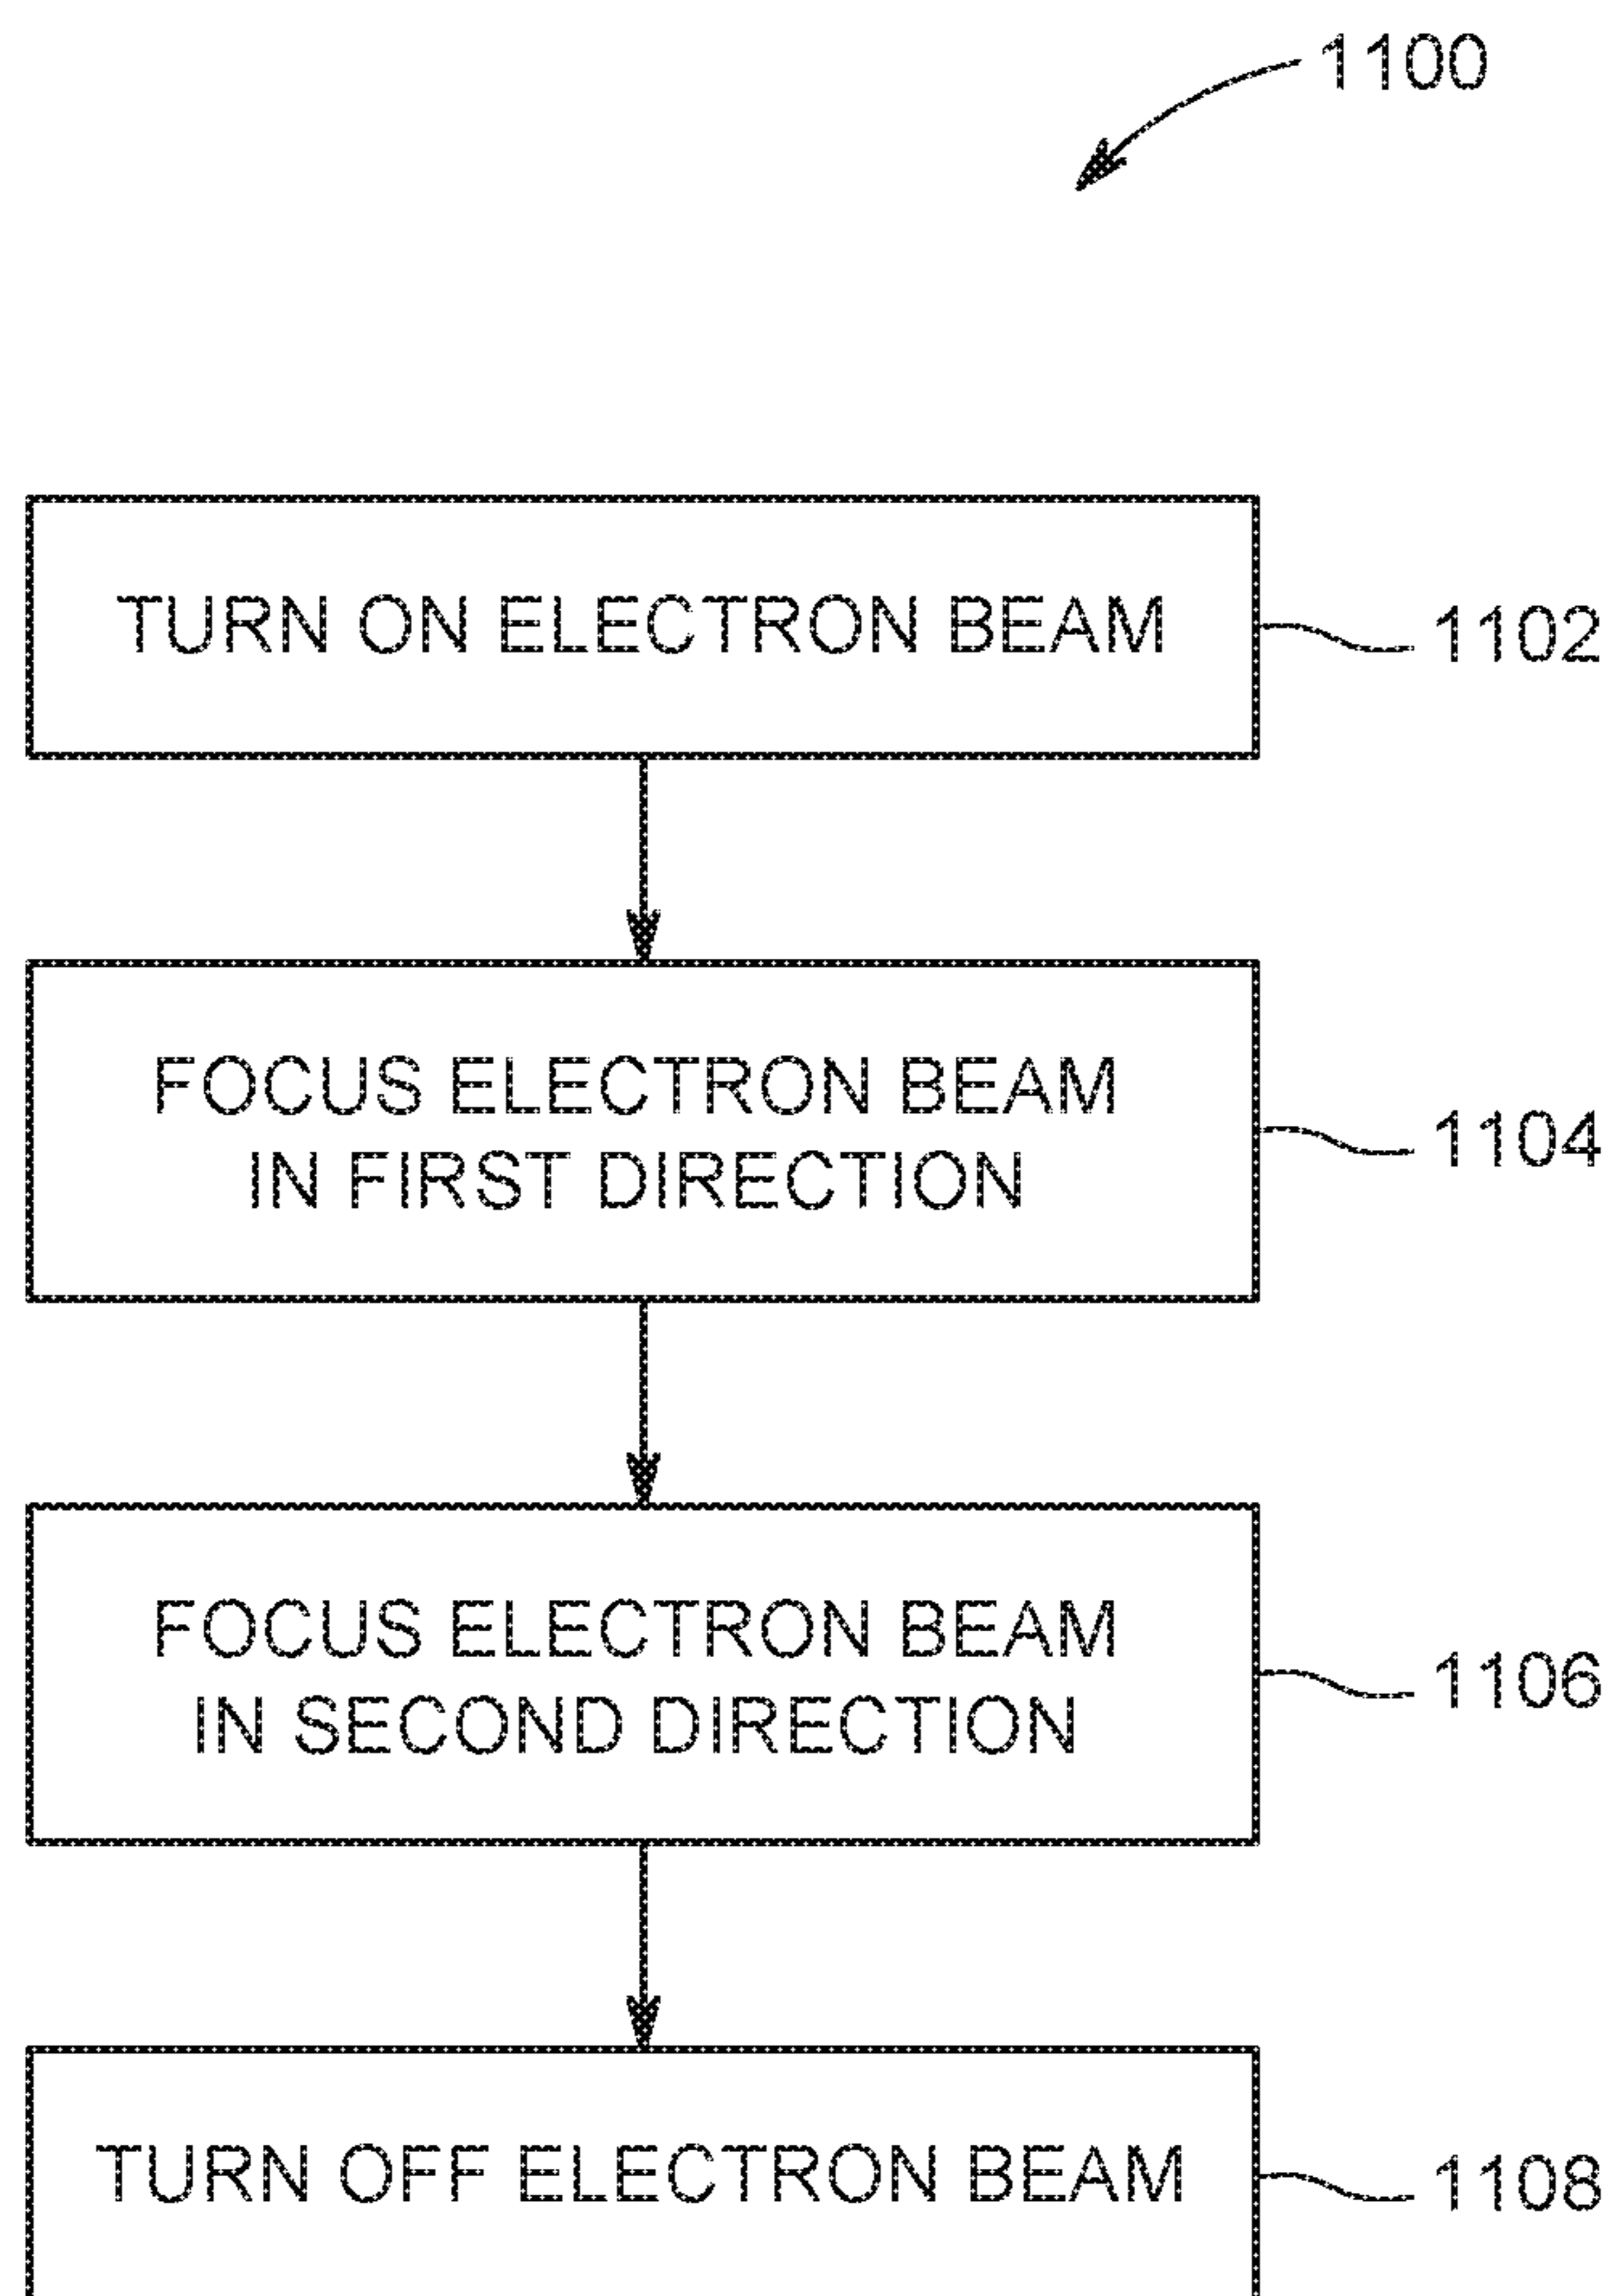 1100
TURN ON ELECTRON BEAM
1102
FOCUS ELECTRON BEAM
IN FIRST DIRECTION
1104
FOCUS ELECTRON BEAM
IN SECOND DIRECTION
1106
TURN OFF ELECTRON BEAM
1108